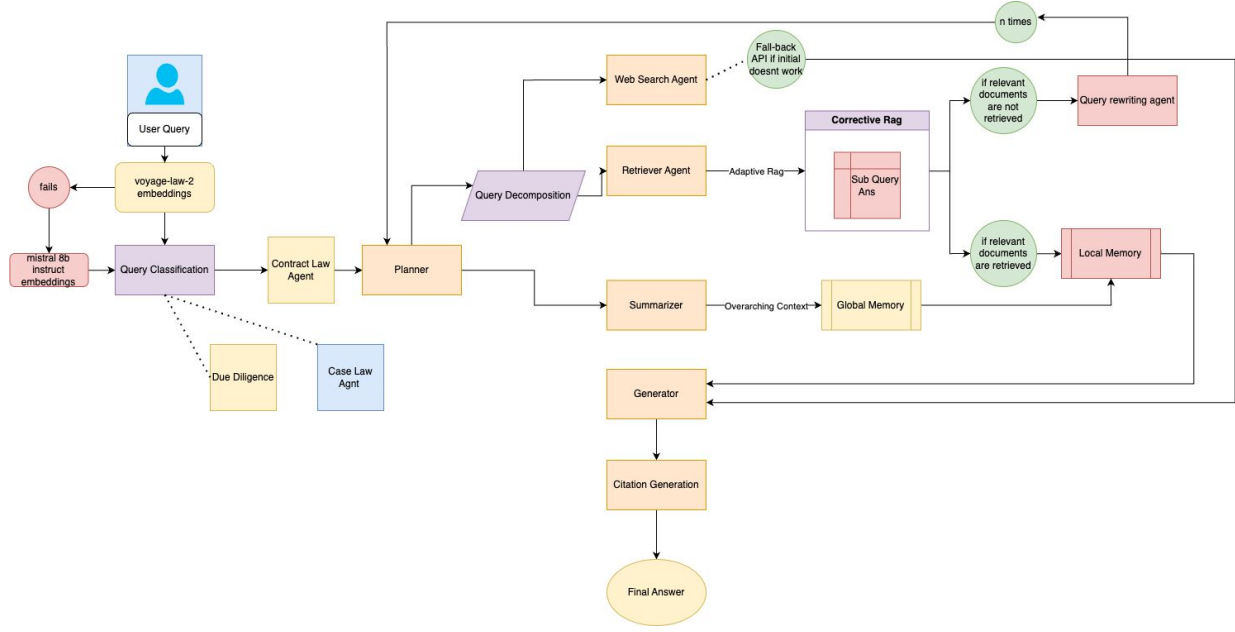 n times
Fall-back
API if initial
doesnt work
Web Search Agent
if relevant
documents
are not
retrieved
Query rewriting agent
User Query
Corrective Rag
voyage-law-2
embeddings
fails
Query Decomposition
Retriever Agent
Adaptive Rag
Sub Query
Ans
mistral 8b
instruct
embeddings
Query Classification
Contract Law
Agent
Planner
if relevant
documents
are retrieved
Local Memory
Summarizer
Overarching Context
Global Memory
Due Diligence
Case Law
Agnt
Generator
Citation Generation
Final Answer